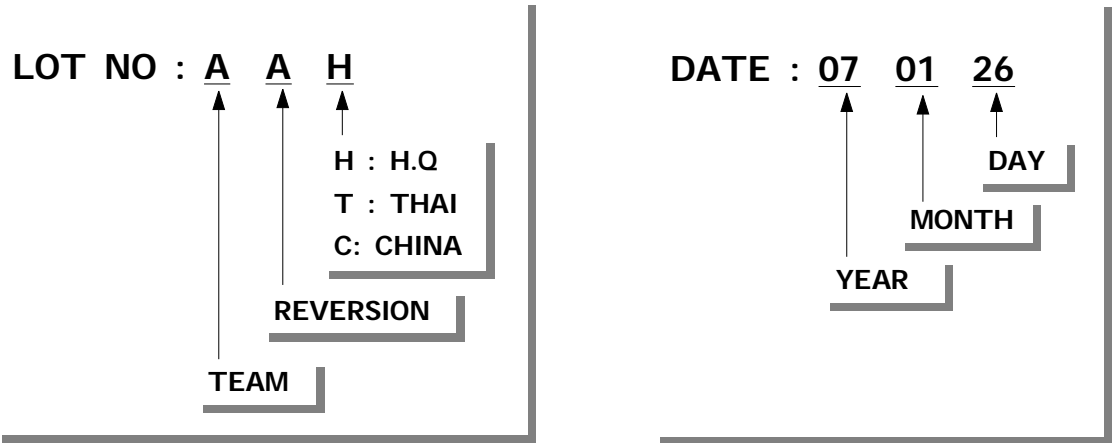 LOT NO : A A H
H : H.Q
T : THAI
C: CHINA
REVERSION
TEAM
DATE : 07 01 26
DAY
MONTH
YEAR